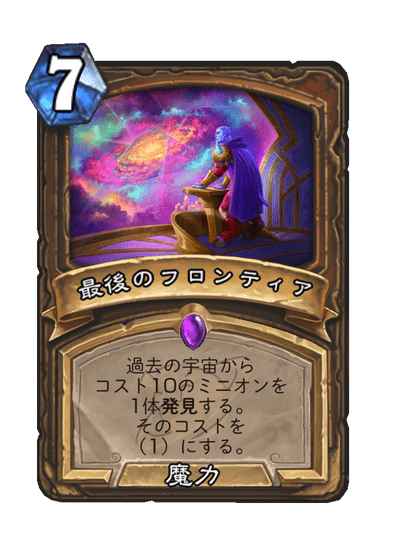 7
最後のフロンティア
過去の宇宙から
コスト10のミニオンを
1体発見する。
そのコストを
（1）にする。
魔力